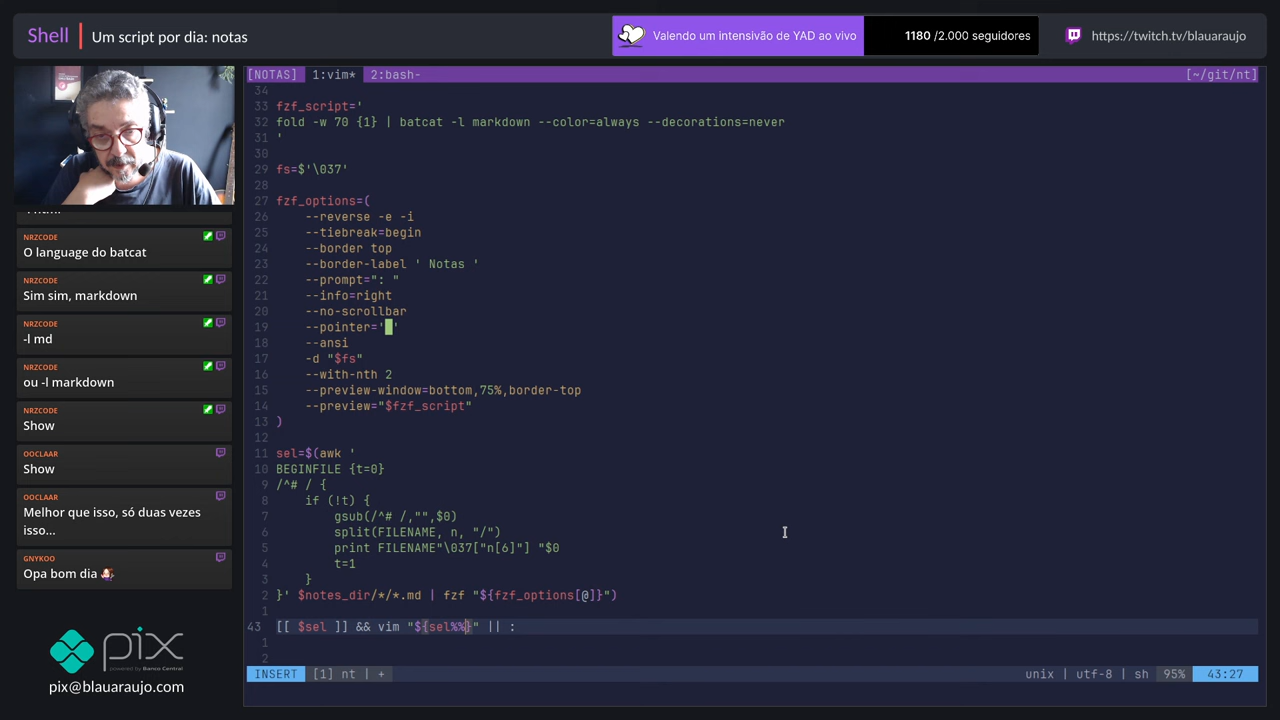 Shell | Um script por dia: notas
Valendo um intensivão de YAD ao vivo
1180 /2.000 seguidores
https://twitch.tv/blauaraujo
[NOTAS] 1:vim* 2:bash- [~/git/nt]
NRZCODE
O language do batcat
NRZCODE
Sim sim, markdown
NRZCODE
-l md
NRZCODE
ou -l markdown
NRZCODE
Show
OOCLAAR
Show
OOCLAAR
Melhor que isso, só duas vezes
isso...
GNYKOO
Opa bom dia
pix
powered by Banco Central
pix@blauaraujo.com
34
33 fzf_script='
32 fold -w 70 {1} | batcat -l markdown --color=always --decorations=never
31 '
30
29 fs=$'\037'
28
27 fzf_options=(
26 --reverse -e -i
25 --tiebreak=begin
24 --border top
23 --border-label ' Notas '
22 --prompt=": "
21 --info=right
20 --no-scrollbar
19 --pointer=' '
18 --ansi
17 -d "$fs"
16 --with-nth 2
15 --preview-window=bottom,75%,border-top
14 --preview="$fzf_script"
13 )
12
11 sel=$(awk '
10 BEGINFILE {t=0}
9 /^# / {
8 if (!t) {
7 gsub(/^# /,"",$0)
6 split(FILENAME, n, "/")
5 print FILENAME"\037["n[6]"] "$0
4 t=1
3 }
2 }' $notes_dir/*/*.md | fzf "${fzf_options[@]}")
1
43 [[ $sel ]] && vim "${sel%%}" || :
1
2
INSERT [1] nt | + unix | utf-8 | sh 95% 43:27